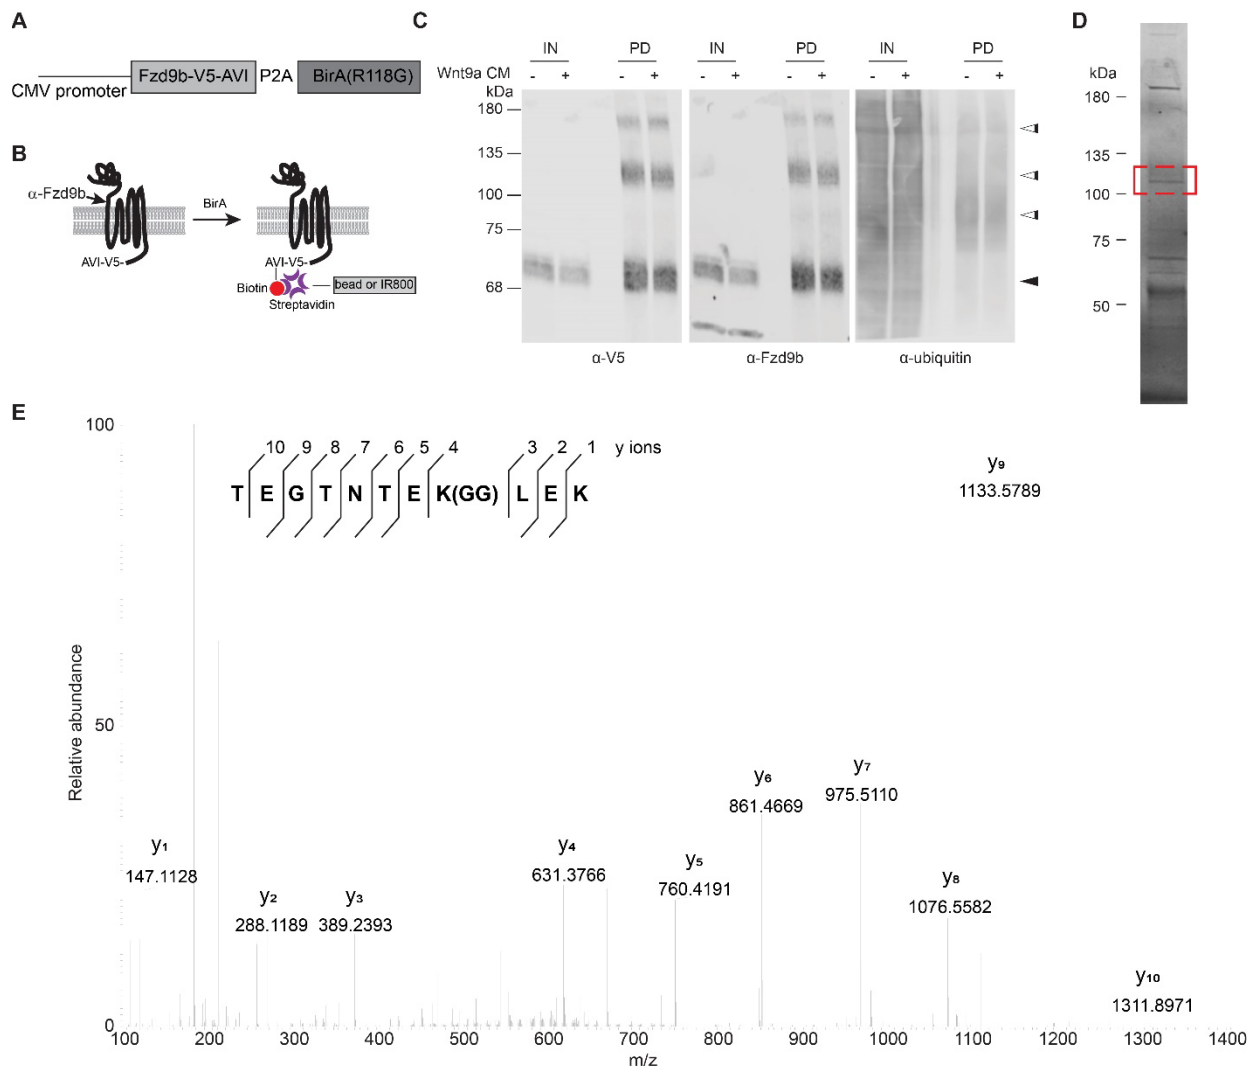 A
CMV promoter
Fzd9b-V5-AVI
P2A
BirA(R118G)
B
α-Fzd9b
AVI-V5-
BirA
AVI-V5-
Biotin
Streptavidin
bead or IR800
C
IN PD IN PD IN PD
Wnt9a CM - + - + - + - + - + - +
kDa
180
135
100
75
68
α-V5
α-Fzd9b
α-ubiquitin
D
kDa
180
135
100
75
50
E
100
50
0
Relative abundance
10 9 8 7 6 5 4 3 2 1 y ions
T E G T N T E K(GG) L E K
y₁
147.1128
y₂
288.1189
y₃
389.2393
y₄
631.3766
y₅
760.4191
y₆
861.4669
y₇
975.5110
y₈
1076.5582
y₉
1133.5789
y₁₀
1311.8971
100 200 300 400 500 600 700 800 900 1000 1100 1200 1300 1400
m/z